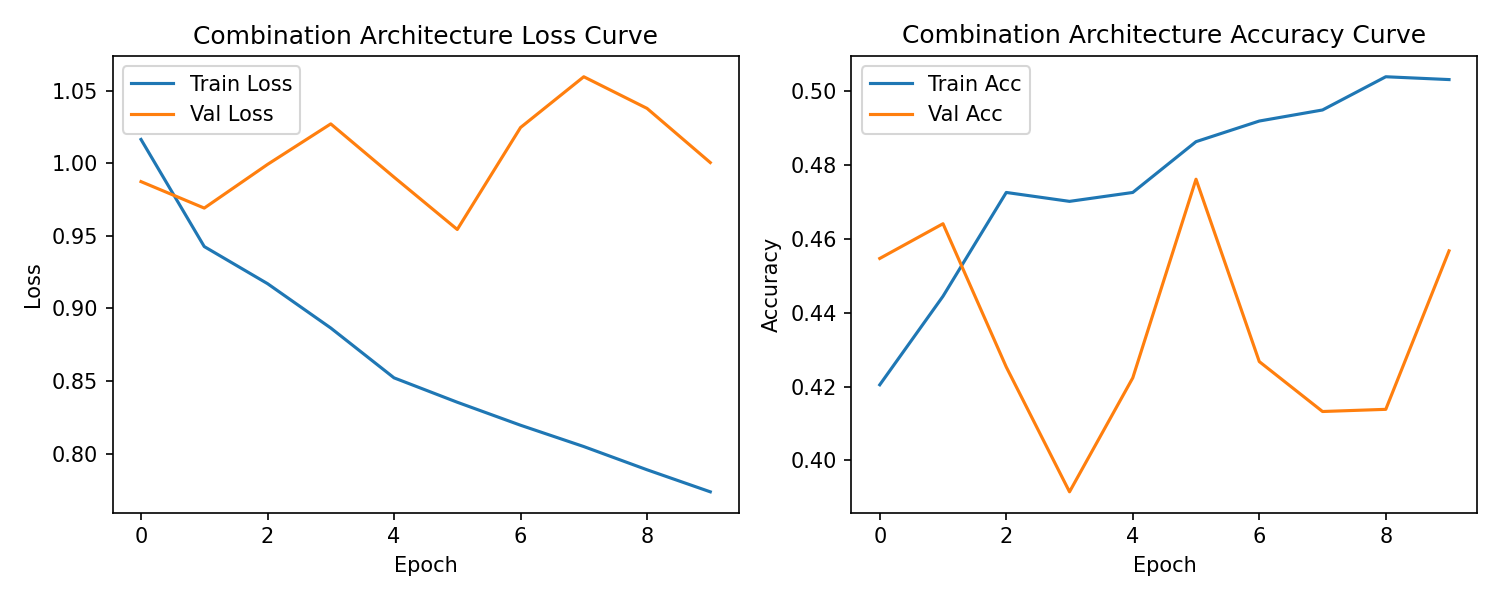 Combination Architecture Loss Curve
Train Loss
Val Loss
1.05
1.00
0.95
0.90
0.85
0.80
Loss
0 2 4 6 8
Epoch
Combination Architecture Accuracy Curve
Train Acc
Val Acc
0.50
0.48
0.46
0.44
0.42
0.40
Accuracy
0 2 4 6 8
Epoch